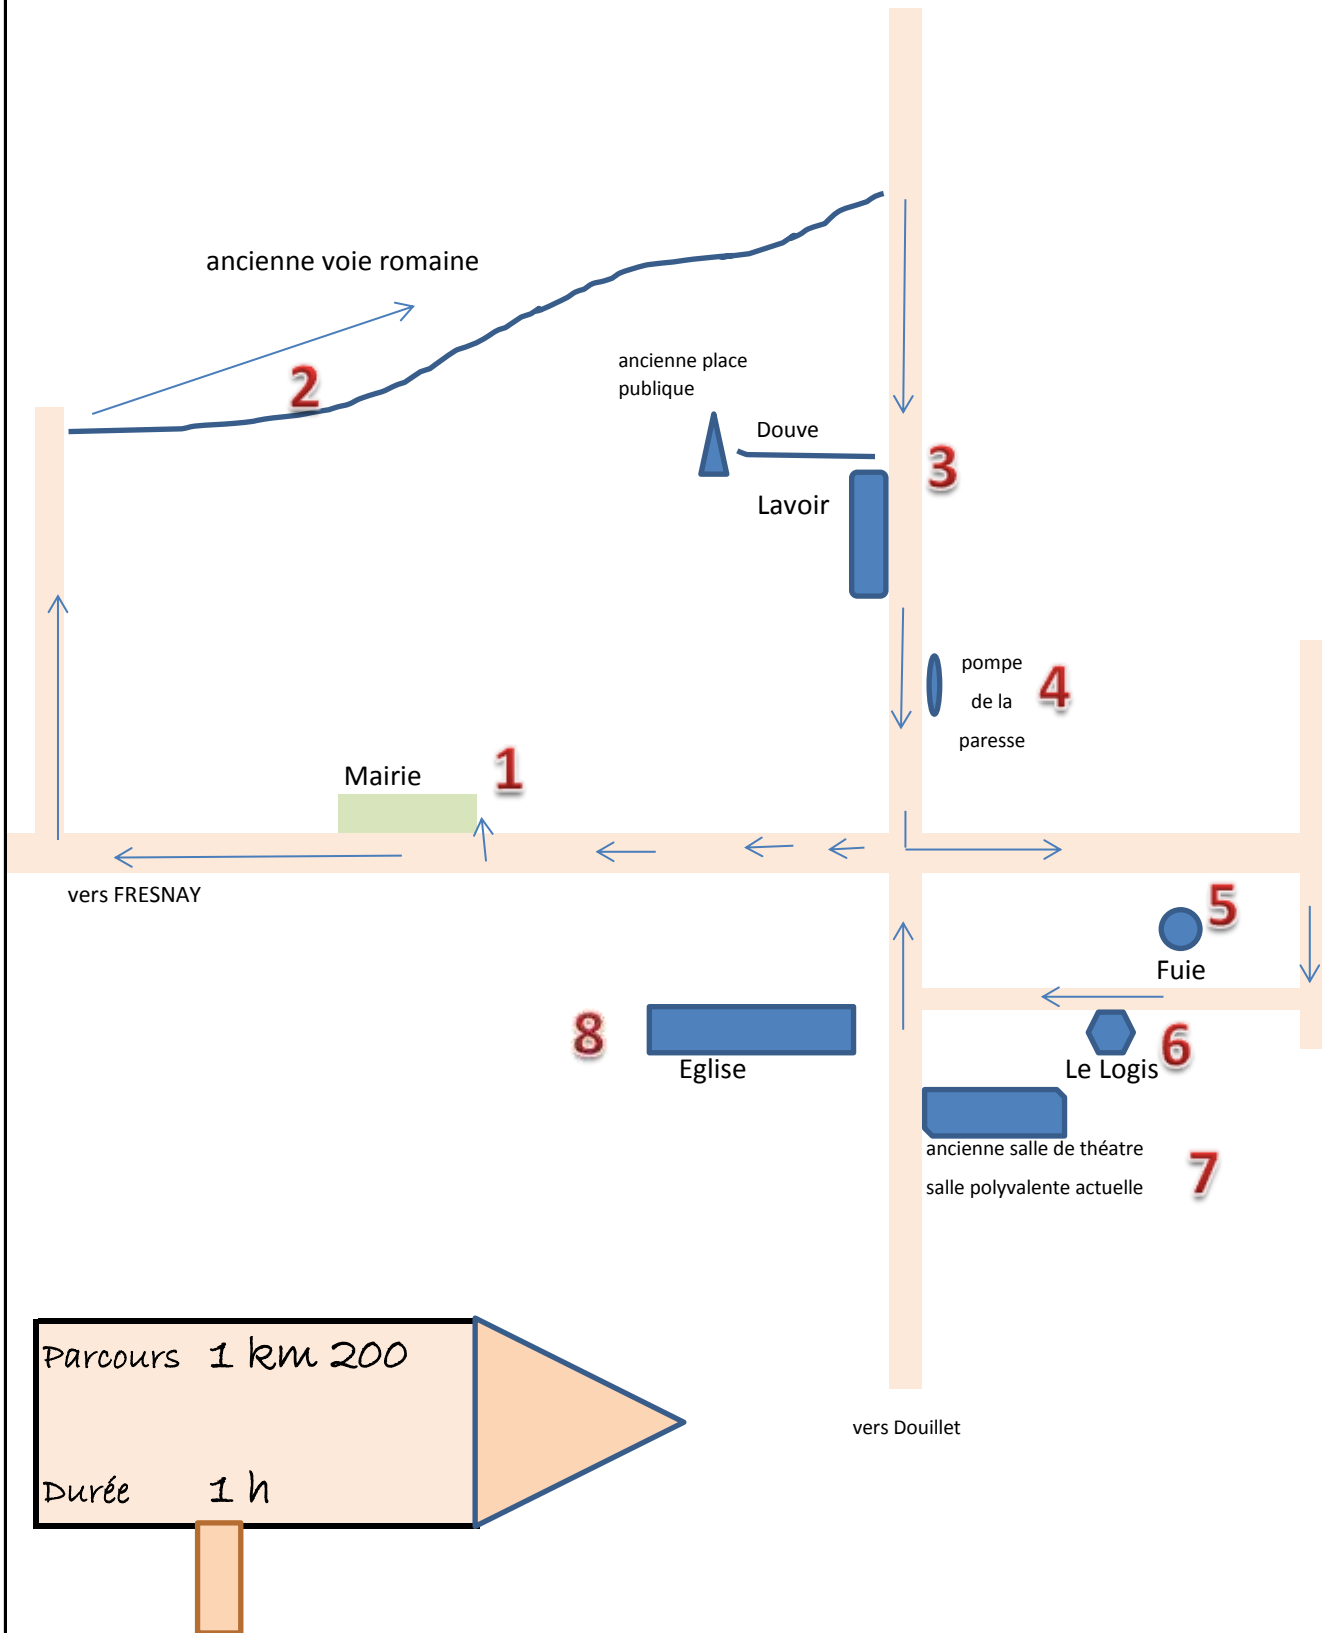 ancienne voie romaine
2
ancienne place
publique
Douve
3
Lavoir
pompe
de la
paresse
4
Mairie
1
vers FRESNAY
5
Fuie
8
Eglise
6
Le Logis
ancienne salle de théatre
salle polyvalente actuelle
7
Parcours 1 km 200
vers Douillet
Durée 1 h